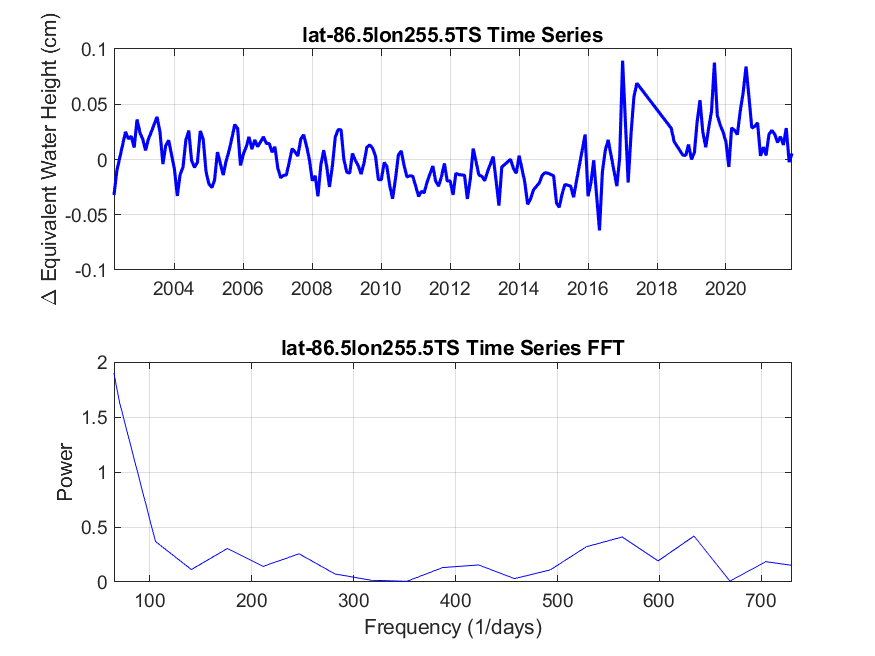 lat-86.5lon255.5TS Time Series
Δ Equivalent Water Height (cm)
0.1
0.05
0
-0.05
-0.1
2004 2006 2008 2010 2012 2014 2016 2018 2020
lat-86.5lon255.5TS Time Series FFT
Power
2
1.5
1
0.5
0
100 200 300 400 500 600 700
Frequency (1/days)